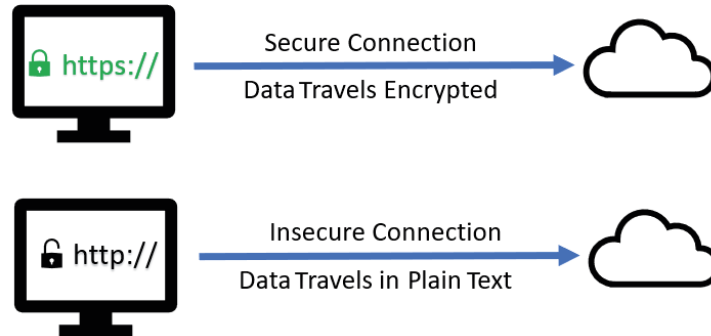 https://
Secure Connection
Data Travels Encrypted
http://
Insecure Connection
Data Travels in Plain Text